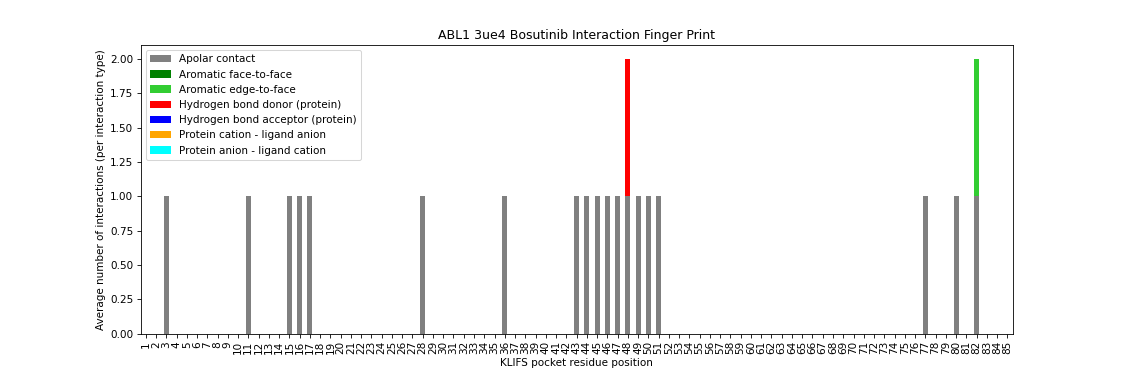 ABL1 3ue4 Bosutinib Interaction Finger Print
Average number of interactions (per interaction type)
2.00
1.75
1.50
1.25
1.00
0.75
0.50
0.25
0.00
Apolar contact
Aromatic face-to-face
Aromatic edge-to-face
Hydrogen bond donor (protein)
Hydrogen bond acceptor (protein)
Protein cation - ligand anion
Protein anion - ligand cation
1 2 3 4 5 6 7 8 9 10 11 12 13 14 15 16 17 18 19 20 21 22 23 24 25 26 27 28 29 30 31 32 33 34 35 36 37 38 39 40 41 42 43 44 45 46 47 48 49 50 51 52 53 54 55 56 57 58 59 60 61 62 63 64 65 66 67 68 69 70 71 72 73 74 75 76 77 78 79 80 81 82 83 84 85
KLIFS pocket residue position